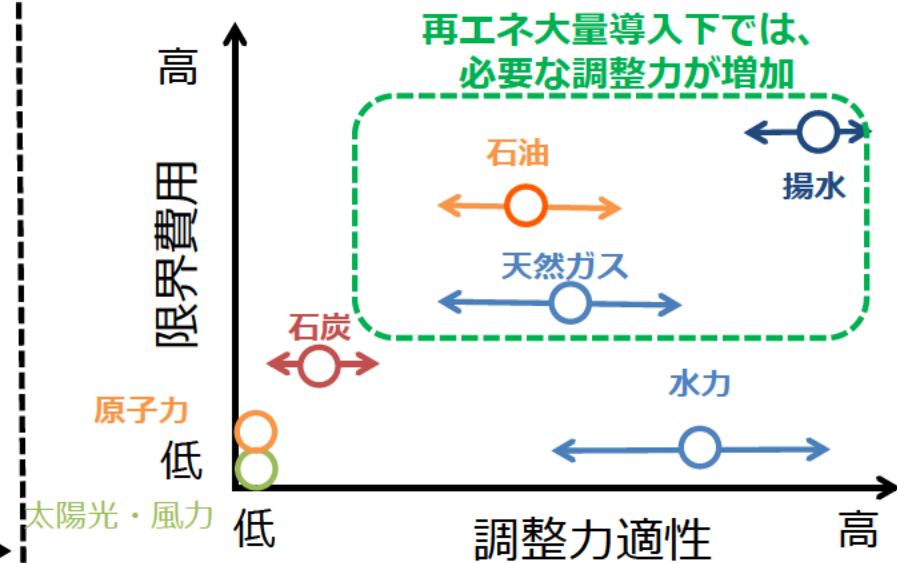 再エネ大量導入下では、
必要な調整力が増加
高
限界費用
低
石油
揚水
天然ガス
石炭
水力
原子力
太陽光・風力
低
調整力適性
高